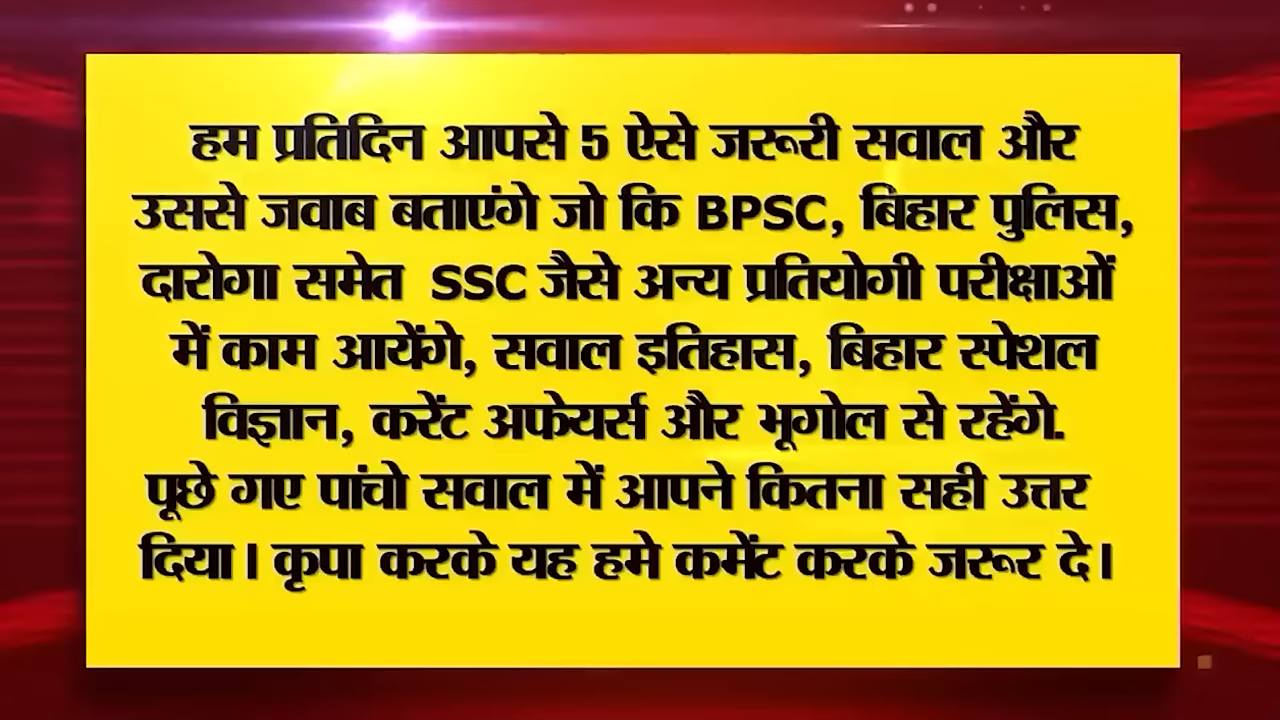 हम प्रतिदिन आपसे 5 ऐसे जरूरी सवाल और
उससे जवाब बताएंगे जो कि BPSC, बिहार पुलिस,
दारोगा समेत SSC जैसे अन्य प्रतियोगी परीक्षाओं
में काम आयेंगे, सवाल इतिहास, बिहार स्पेशल
विज्ञान, करेंट अफेयर्स और भूगोल से रहेंगे.
पूछे गए पांचो सवाल में आपने कितना सही उत्तर
दिया। कृपा करके यह हमे कमेंट करके जरूर दे।